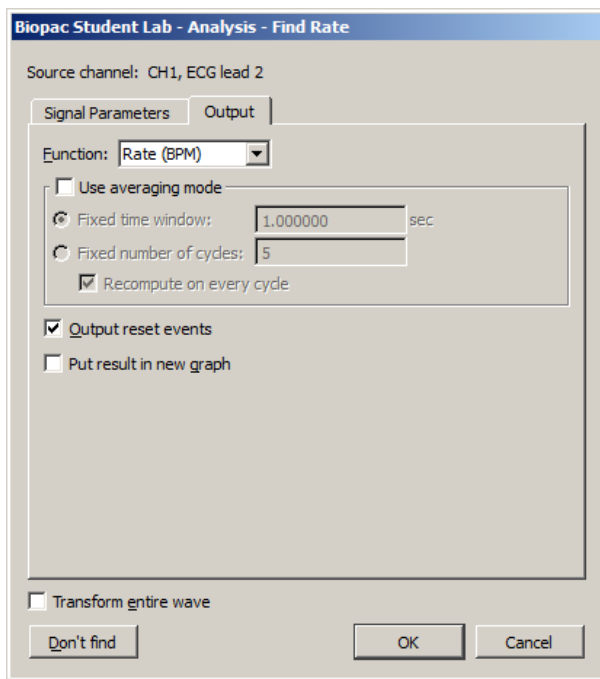 Biopac Student Lab - Analysis - Find Rate
Source channel: CH1, ECG lead 2
Signal Parameters Output
Function: Rate (BPM)
Use averaging mode
Fixed time window: 1.000000 sec
Fixed number of cycles: 5
Recompute on every cycle
Output reset events
Put result in new graph
Transform entire wave
Don't find OK Cancel